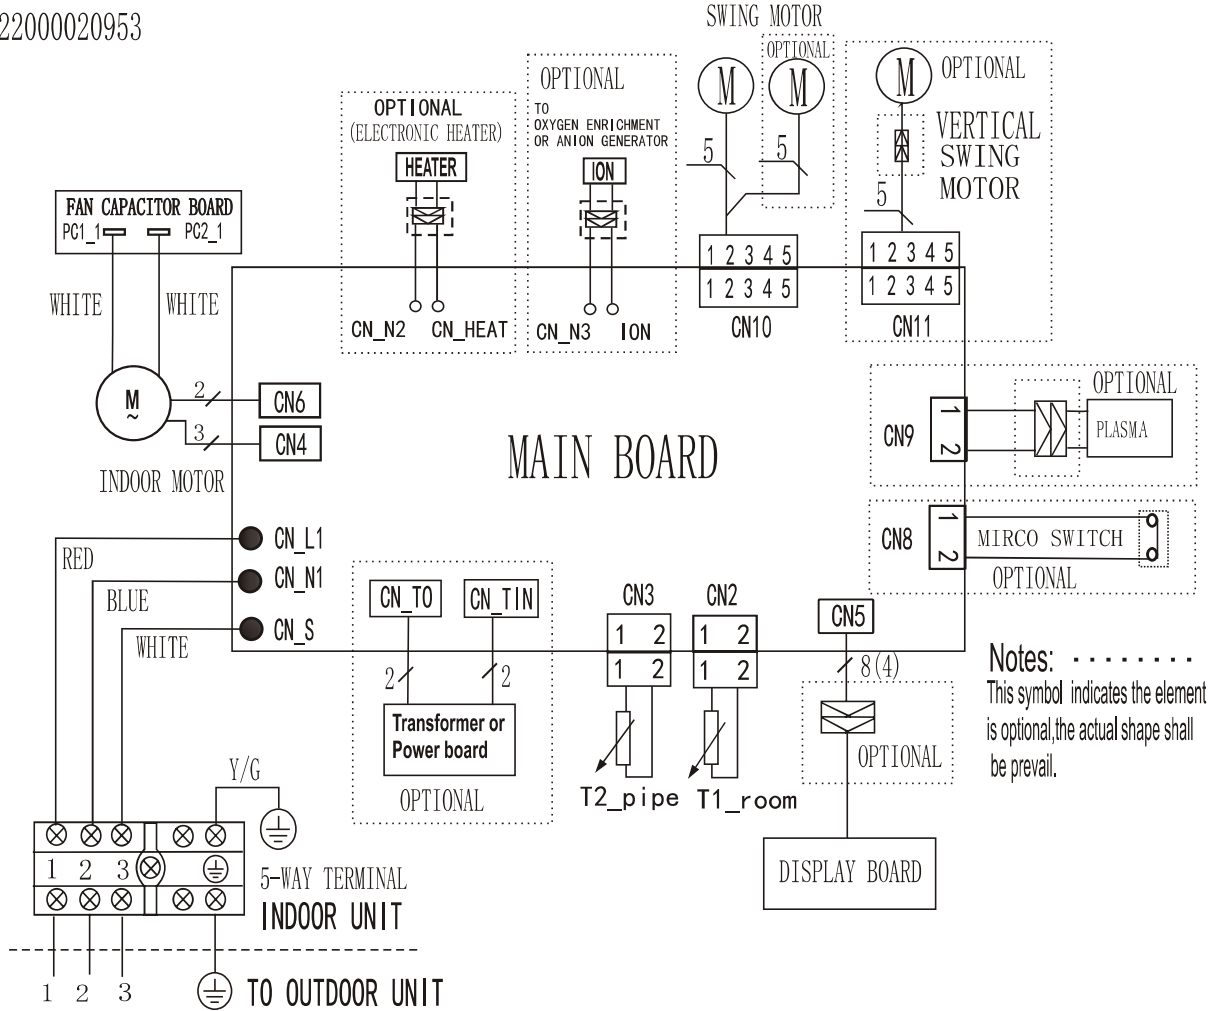 22000020953
SWING MOTOR
OPTIONAL
M
M
5
5
1 2 3 4 5
1 2 3 4 5
CN10
M
OPTIONAL
VERTICAL
SWING
MOTOR
5
1 2 3 4 5
1 2 3 4 5
CN11
OPTIONAL
(ELECTRONIC HEATER)
HEATER
CN_N2 CN_HEAT
OPTIONAL
TO
OXYGEN ENRICHMENT
OR ANION GENERATOR
ION
CN_N3 ION
FAN CAPACITOR BOARD
PC1_1 PC2_1
WHITE WHITE
M
~
2
CN6
3
CN4
INDOOR MOTOR
MAIN BOARD
OPTIONAL
CN9
1
2
PLASMA
CN8
1
2
MIRCO SWITCH
OPTIONAL
CN_L1
RED
CN_N1
BLUE
CN_S
WHITE
CN_TO CN_TIN
2 2
Transformer or
Power board
OPTIONAL
CN3
1 2
1 2
T2_pipe
CN2
1 2
1 2
T1_room
CN5
8(4)
OPTIONAL
DISPLAY BOARD
Notes: ........
This symbol indicates the element
is optional,the actual shape shall
be prevail.
Y/G
1 2 3
5-WAY TERMINAL
INDOOR UNIT
1 2 3
TO OUTDOOR UNIT